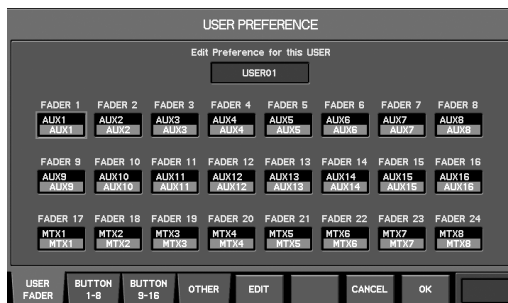 USER PREFERENCE
Edit Preference for this USER
USER01
FADER 1 FADER 2 FADER 3 FADER 4 FADER 5 FADER 6 FADER 7 FADER 8
AUX1 AUX2 AUX3 AUX4 AUX5 AUX6 AUX7 AUX8
AUX1 AUX2 AUX3 AUX4 AUX5 AUX6 AUX7 AUX8
FADER 9 FADER 10 FADER 11 FADER 12 FADER 13 FADER 14 FADER 15 FADER 16
AUX9 AUX10 AUX11 AUX12 AUX13 AUX14 AUX15 AUX16
AUX9 AUX10 AUX11 AUX12 AUX13 AUX14 AUX15 AUX16
FADER 17 FADER 18 FADER 19 FADER 20 FADER 21 FADER 22 FADER 23 FADER 24
MTX1 MTX2 MTX3 MTX4 MTX5 MTX6 MTX7 MTX8
MTX1 MTX2 MTX3 MTX4 MTX5 MTX6 MTX7 MTX8
USER FADER BUTTON 1-8 BUTTON 9-16 OTHER EDIT CANCEL OK